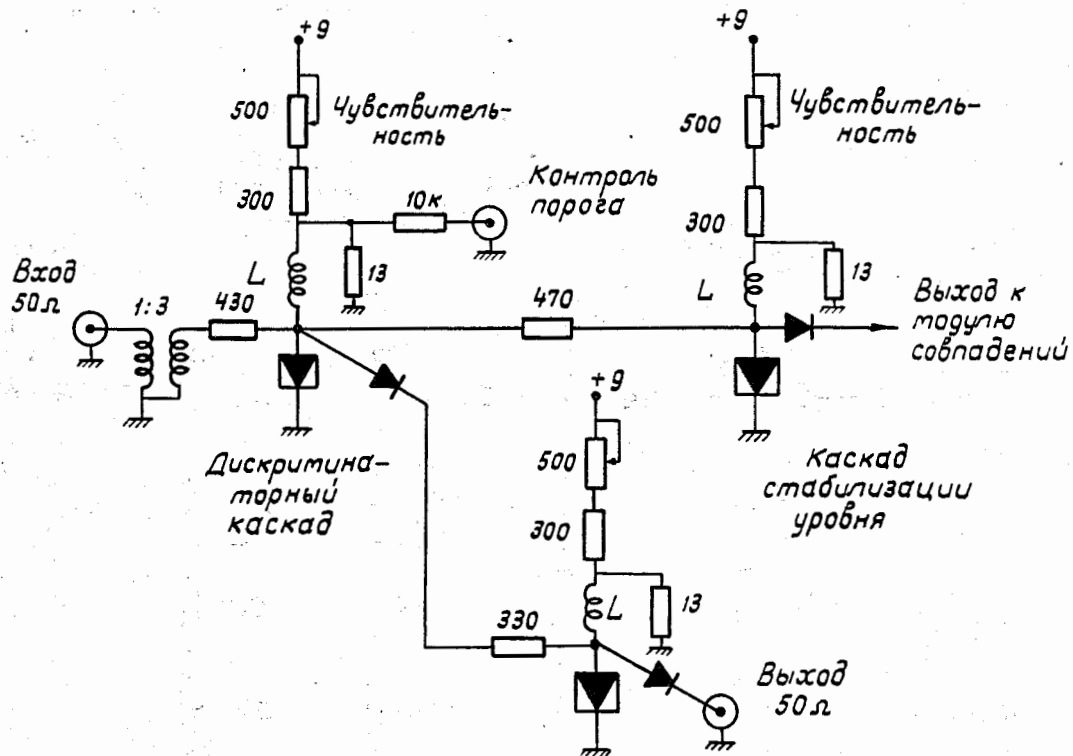 +9
500
Чувствитель-
ность
300
10к
Контроль
порога
13
L
Вход
50Ω
1:3
430
470
+9
500
Чувствитель-
ность
300
13
L
Выход к
модулю
совпадений
Дискримина-
торный
каскад
+9
500
300
13
L
330
Каскад
стабилизации
уровня
Выход
50Ω